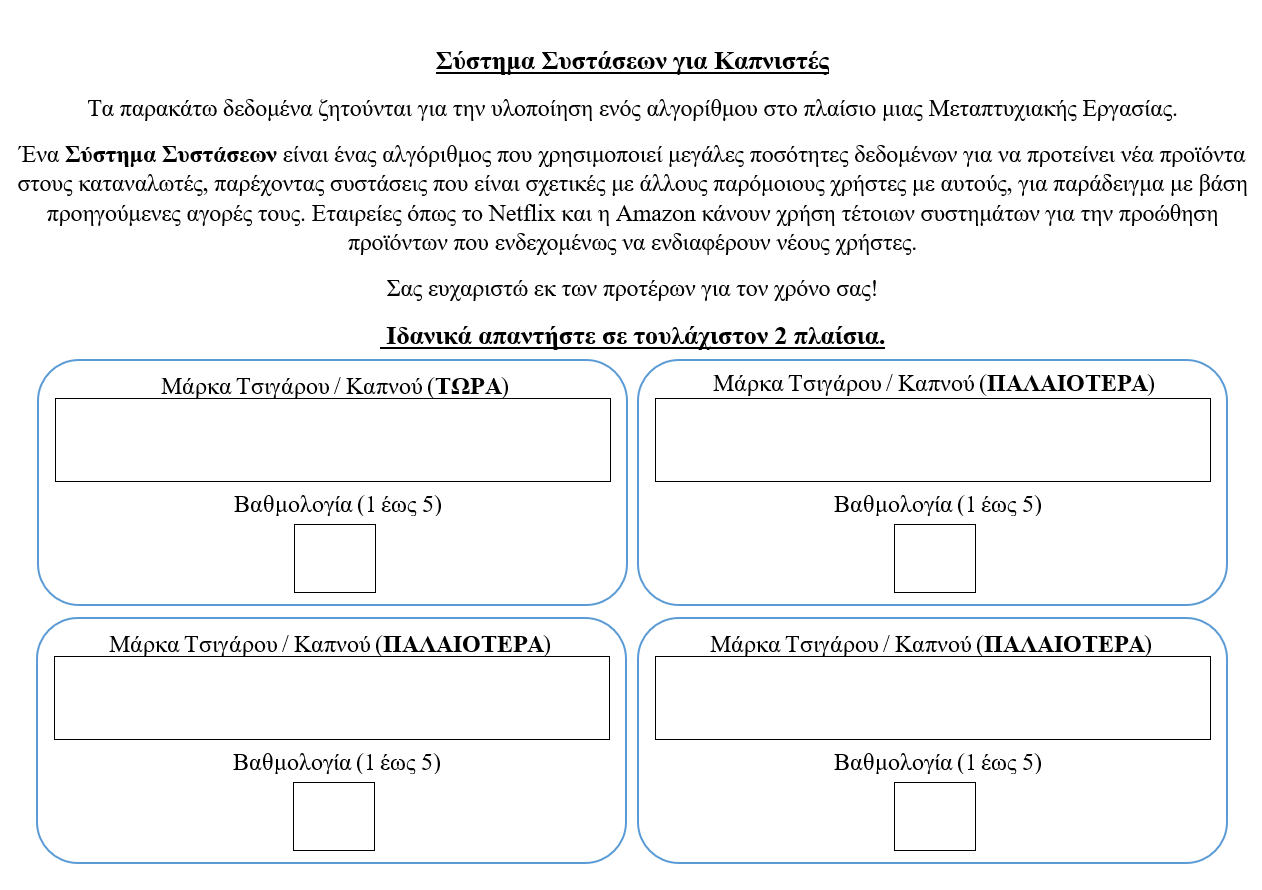 Σύστημα Συστάσεων για Καπνιστές
Τα παρακάτω δεδομένα ζητούνται για την υλοποίηση ενός αλγορίθμου στο πλαίσιο μιας Μεταπτυχιακής Εργασίας.
Ένα Σύστημα Συστάσεων είναι ένας αλγόριθμος που χρησιμοποιεί μεγάλες ποσότητες δεδομένων για να προτείνει νέα προϊόντα
στους καταναλωτές, παρέχοντας συστάσεις που είναι σχετικές με άλλους παρόμοιους χρήστες με αυτούς, για παράδειγμα με βάση
προηγούμενες αγορές τους. Εταιρείες όπως το Netflix και η Amazon κάνουν χρήση τέτοιων συστημάτων για την προώθηση
προϊόντων που ενδεχομένως να ενδιαφέρουν νέους χρήστες.
Σας ευχαριστώ εκ των προτέρων για τον χρόνο σας!
Ιδανικά απαντήστε σε τουλάχιστον 2 πλαίσια.
Μάρκα Τσιγάρου / Καπνού (ΤΩΡΑ)
Βαθμολογία (1 έως 5)
Μάρκα Τσιγάρου / Καπνού (ΠΑΛΑΙΟΤΕΡΑ)
Βαθμολογία (1 έως 5)
Μάρκα Τσιγάρου / Καπνού (ΠΑΛΑΙΟΤΕΡΑ)
Βαθμολογία (1 έως 5)
Μάρκα Τσιγάρου / Καπνού (ΠΑΛΑΙΟΤΕΡΑ)
Βαθμολογία (1 έως 5)